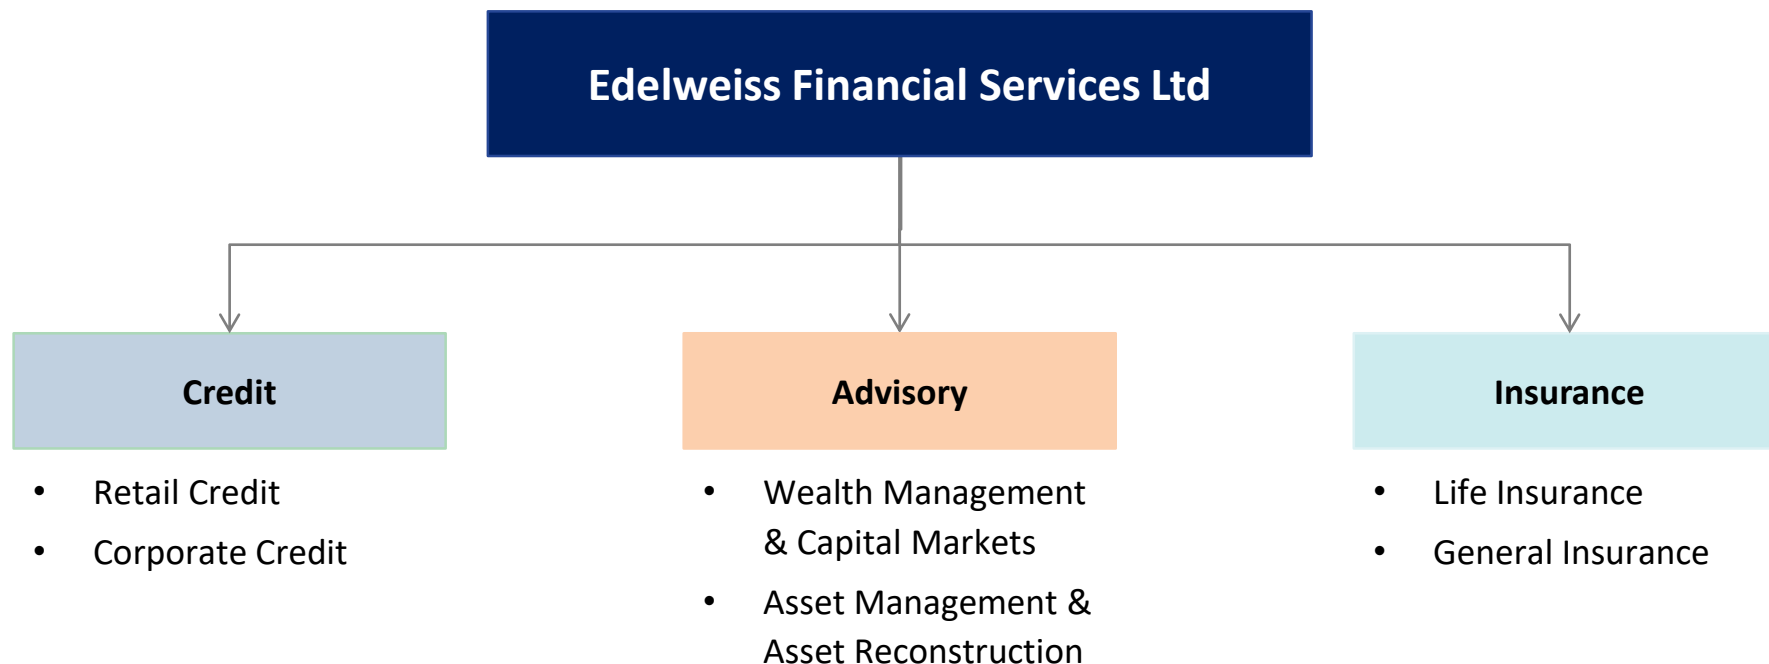 Edelweiss Financial Services Ltd
Credit
Advisory
Insurance
• Retail Credit
• Corporate Credit
• Wealth Management
& Capital Markets
• Asset Management &
Asset Reconstruction
• Life Insurance
• General Insurance